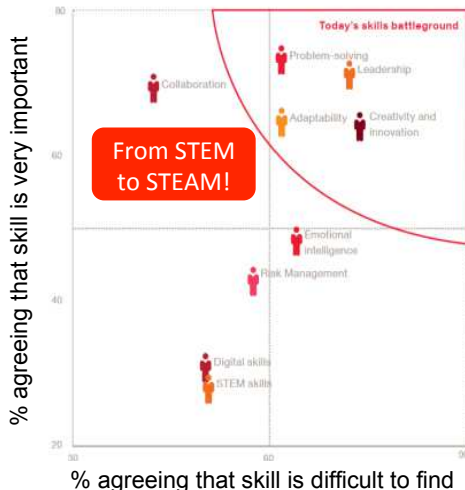 80
Today's skills battleground
Problem-solving
Leadership
Collaboration
Adaptability
Creativity and
innovation
From STEM
to STEAM!
60
Emotional
intelligence
Risk Management
40
Digital skills
STEM skills
20
% agreeing that skill is very important
% agreeing that skill is difficult to find